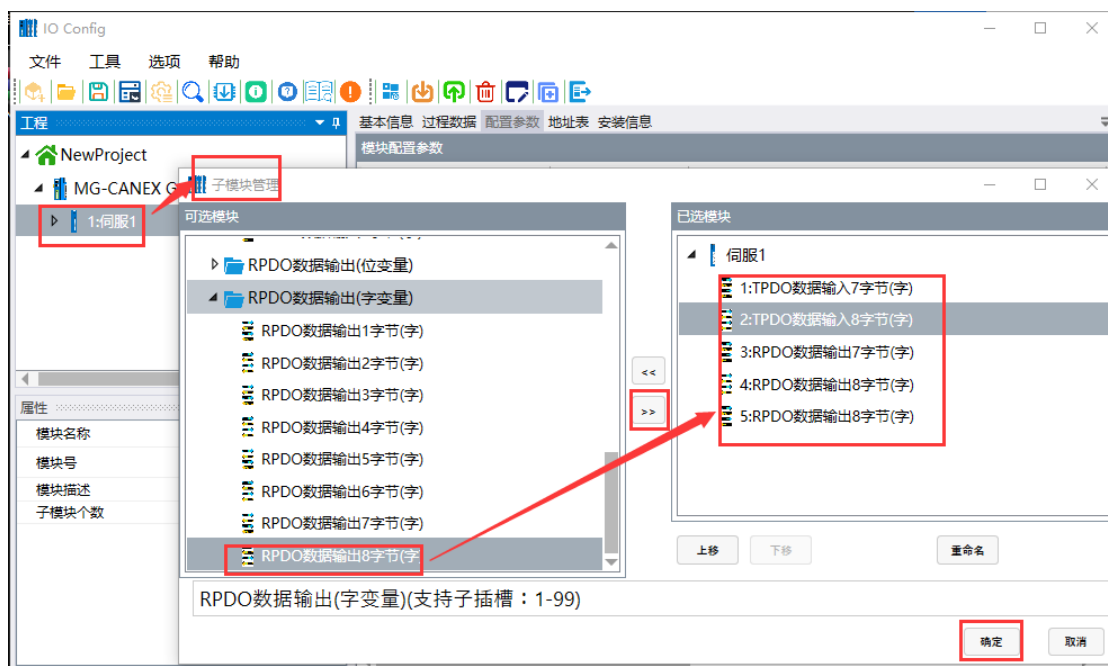 IO Config
文件 工具 选项 帮助
工程
NewProject
MG-CANEX G
1:伺服1
基本信息 过程数据 配置参数 地址表 安装信息
模块配置参数
子模块管理
可选模块
RPDO数据输出(位变量)
RPDO数据输出(字变量)
RPDO数据输出1字节(字)
RPDO数据输出2字节(字)
RPDO数据输出3字节(字)
RPDO数据输出4字节(字)
RPDO数据输出5字节(字)
RPDO数据输出6字节(字)
RPDO数据输出7字节(字)
RPDO数据输出8字节(字
<<
>>
已选模块
伺服1
1:TPDO数据输入7字节(字)
2:TPDO数据输入8字节(字)
3:RPDO数据输出7字节(字)
4:RPDO数据输出8字节(字)
5:RPDO数据输出8字节(字)
上移 下移 重命名
属性
模块名称
模块号
模块描述
子模块个数
RPDO数据输出(字变量)(支持子插槽：1-99)
确定 取消